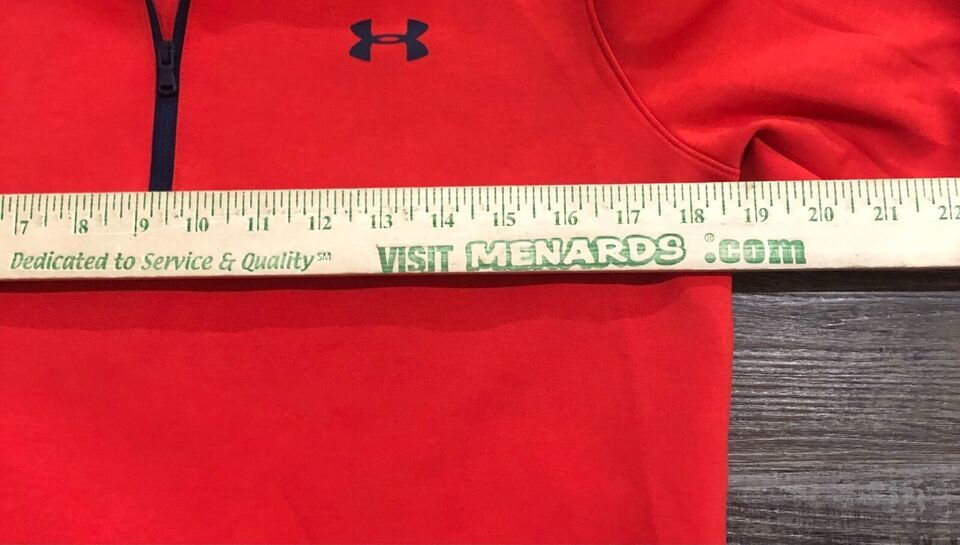 7 8 9 10 11 12 13 14 15 16 17 18 19 20 21 22
Dedicated to Service & Quality℠ VISIT MENARDS®.com